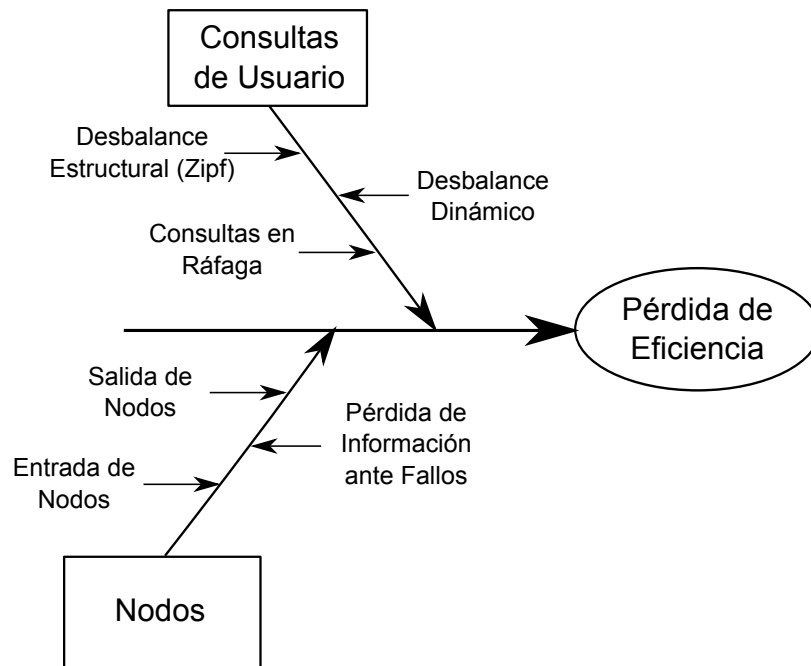 Consultas
de Usuario
Desbalance
Estructural (Zipf)
Desbalance
Dinámico
Consultas en
Ráfaga
Pérdida de
Eficiencia
Salida de
Nodos
Pérdida de
Información
ante Fallos
Entrada de
Nodos
Nodos